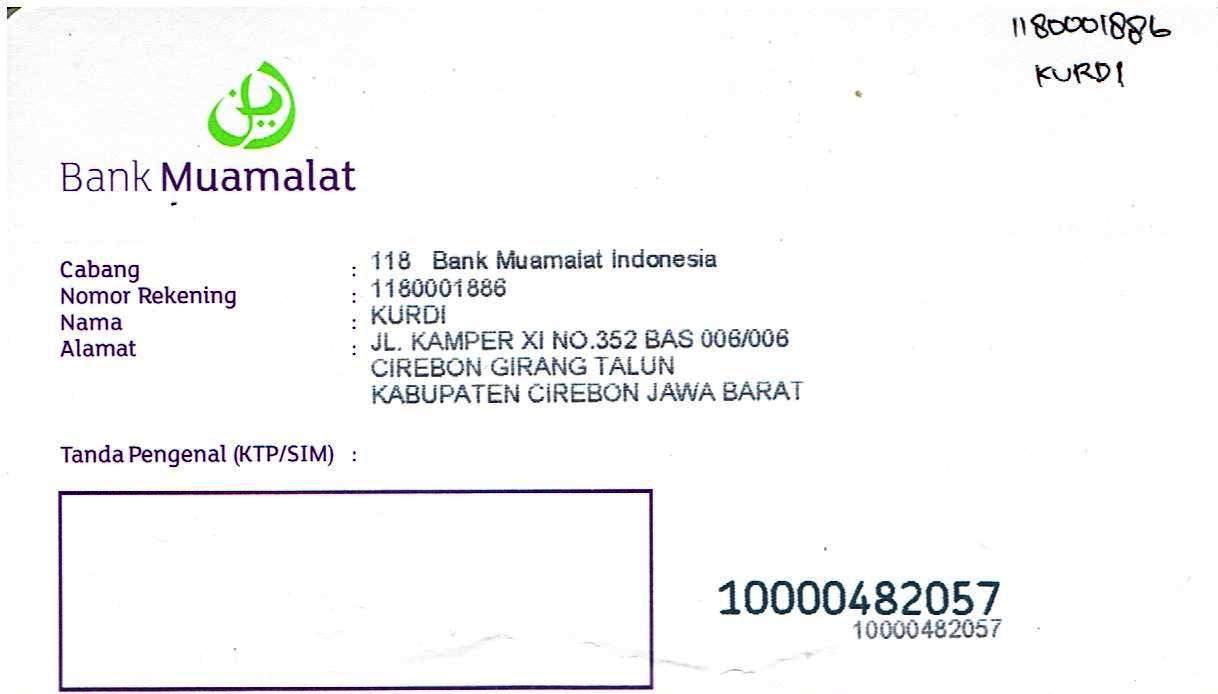 1180001886
KURDI
Bank Muamalat
Cabang : 118 Bank Muamalat Indonesia
Nomor Rekening : 1180001886
Nama : KURDI
Alamat : JL. KAMPER XI NO.352 BAS 006/006
CIREBON GIRANG TALUN
KABUPATEN CIREBON JAWA BARAT
Tanda Pengenal (KTP/SIM) :
10000482057
10000482057